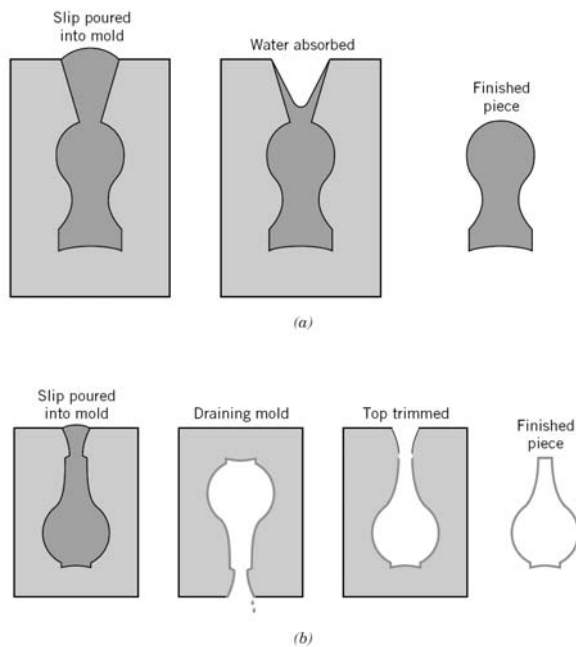 Slip poured
into mold
Water absorbed
Finished
piece
(a)
Slip poured
into mold
Draining mold
Top trimmed
Finished
piece
(b)